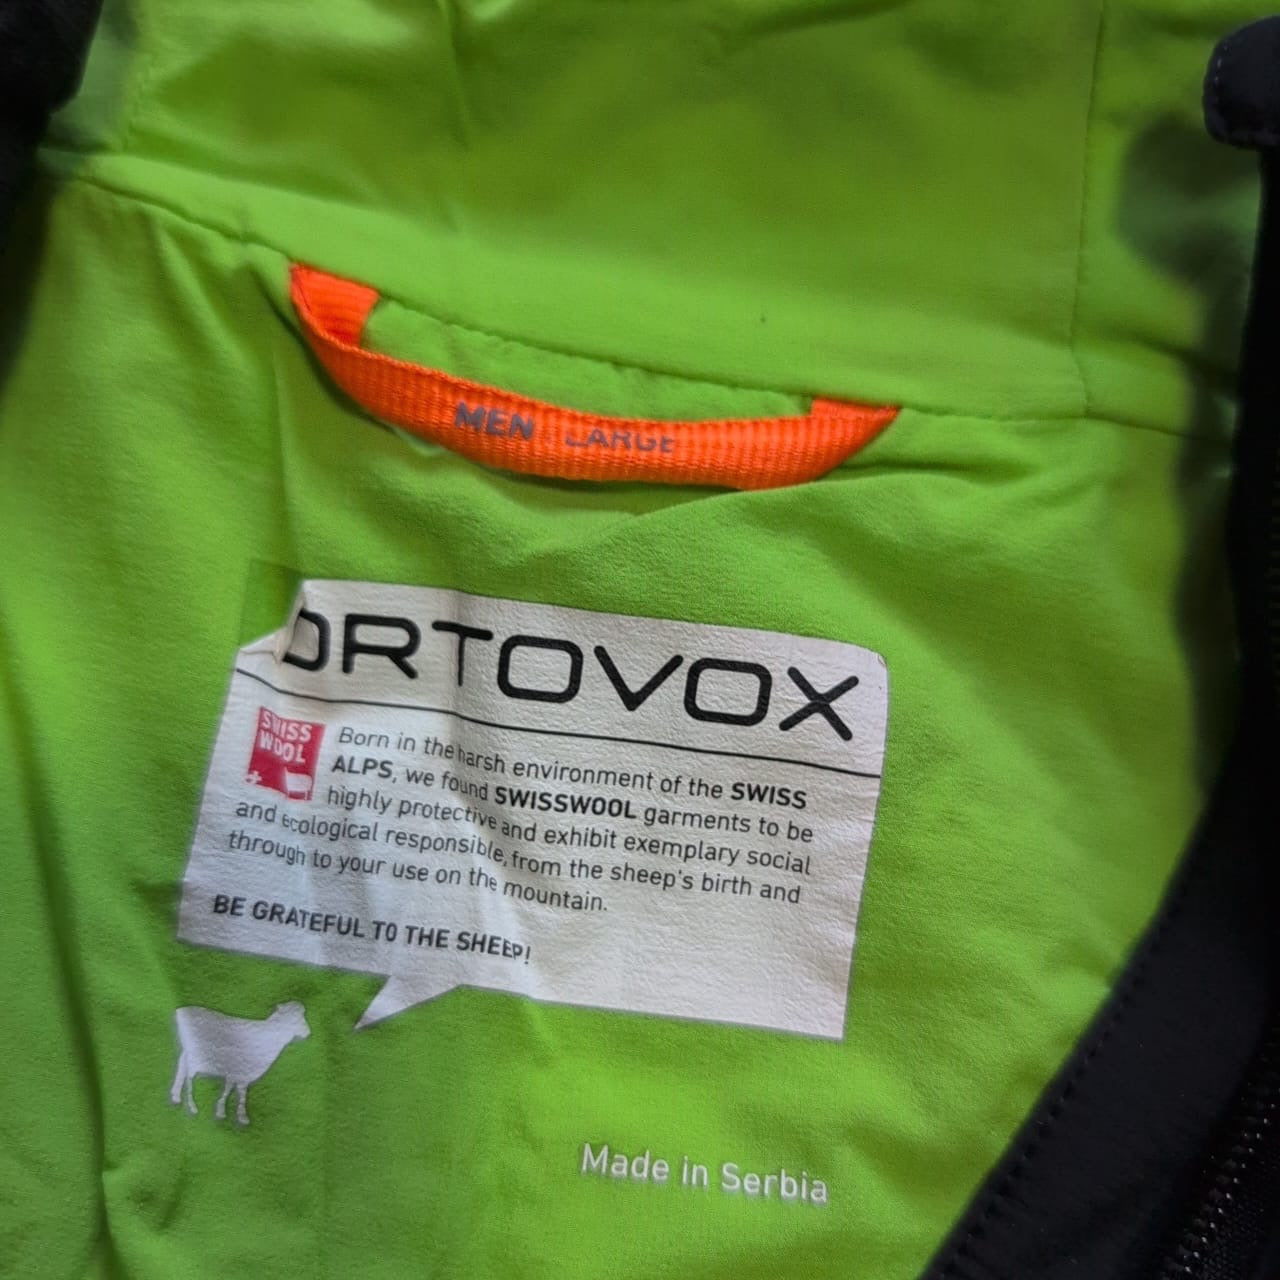 MEN LARGE
ORTOVOX
SWISS
WOOL
Born in the harsh environment of the SWISS
ALPS, we found SWISSWOOL garments to be
highly protective and exhibit exemplary social
and ecological responsible, from the sheep's birth and
through to your use on the mountain.
BE GRATEFUL TO THE SHEEP!
Made in Serbia